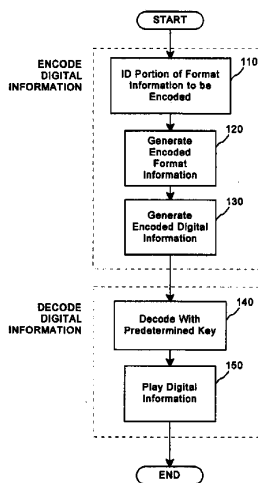 START
ENCODE
DIGITAL
INFORMATION
110
ID Portion of Format
Information to be
Encoded
120
Generate
Encoded
Format
Information
130
Generate
Encoded Digital
Information
DECODE
DIGITAL
INFORMATION
140
Decode With
Predetermined Key
150
Play Digital
Information
END